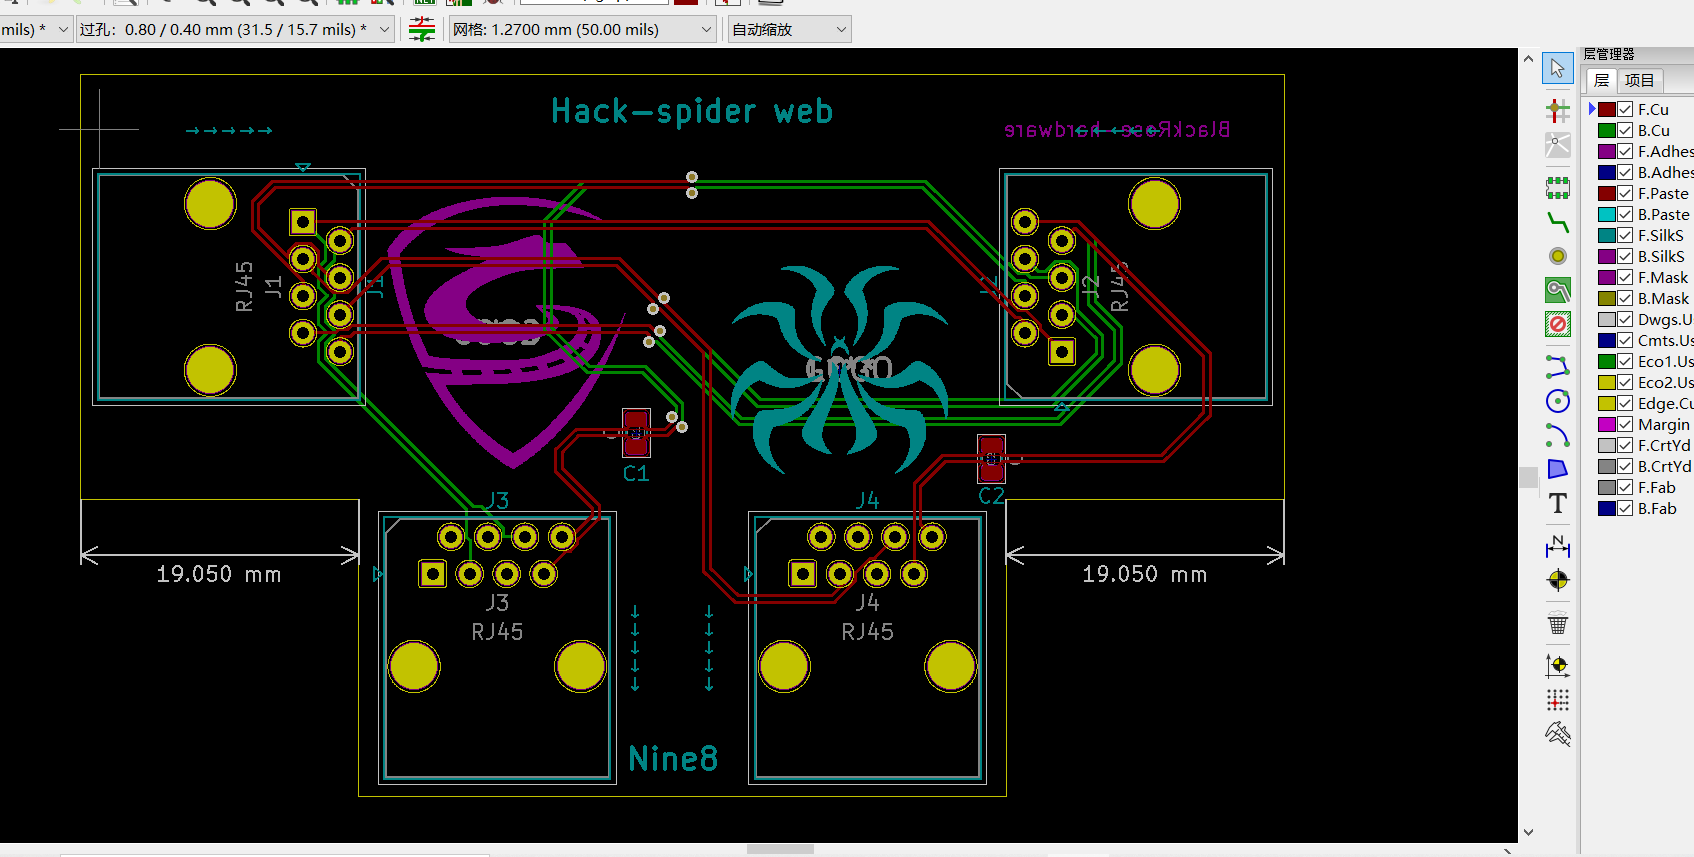 mils) *
过孔: 0.80 / 0.40 mm (31.5 / 15.7 mils) *
网格: 1.2700 mm (50.00 mils)
自动缩放
层管理器
层
项目
F.Cu
B.Cu
F.Adhes
B.Adhes
F.Paste
B.Paste
F.SilkS
B.SilkS
F.Mask
B.Mask
Dwgs.U
Cmts.Us
Eco1.Us
Eco2.Us
Edge.Cu
Margin
F.CrtYd
B.CrtYd
F.Fab
B.Fab
Hack-spider web
BlackRose-hardware
RJ45
J1
J1
J2
RJ45
C1
C2
J3
J4
19.050 mm
19.050 mm
J3
RJ45
J4
RJ45
Nine8